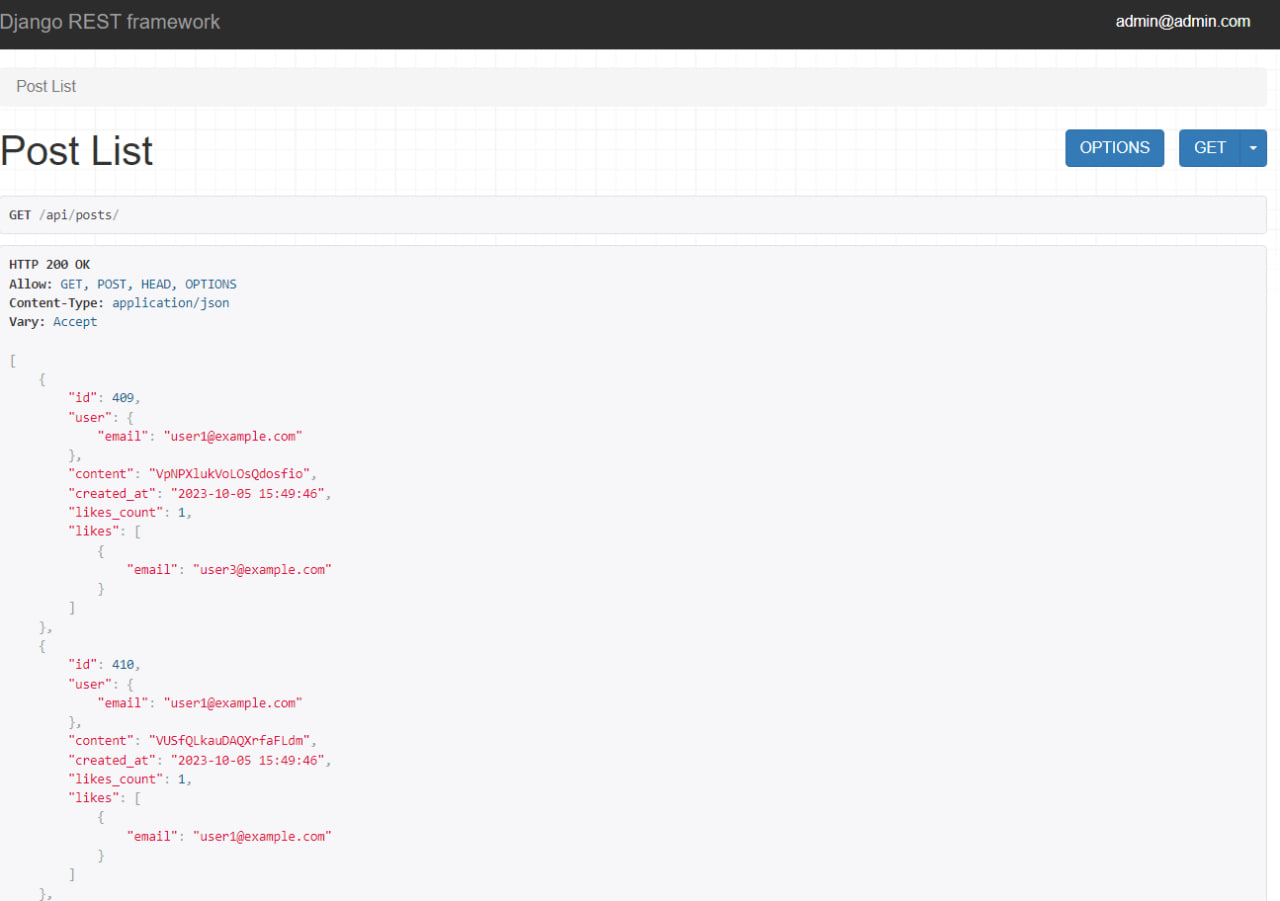 Django REST framework
admin@admin.com
Post List
Post List
OPTIONS
GET
GET /api/posts/
HTTP 200 OK
Allow: GET, POST, HEAD, OPTIONS
Content-Type: application/json
Vary: Accept
[
    {
        "id": 409,
        "user": {
            "email": "user1@example.com"
        },
        "content": "VpNPXlukVoLOsQdosfio",
        "created_at": "2023-10-05 15:49:46",
        "likes_count": 1,
        "likes": [
            {
                "email": "user3@example.com"
            }
        ]
    },
    {
        "id": 410,
        "user": {
            "email": "user1@example.com"
        },
        "content": "VUSfQLkauDAQXrfaFLdm",
        "created_at": "2023-10-05 15:49:46",
        "likes_count": 1,
        "likes": [
            {
                "email": "user1@example.com"
            }
        ]
    },